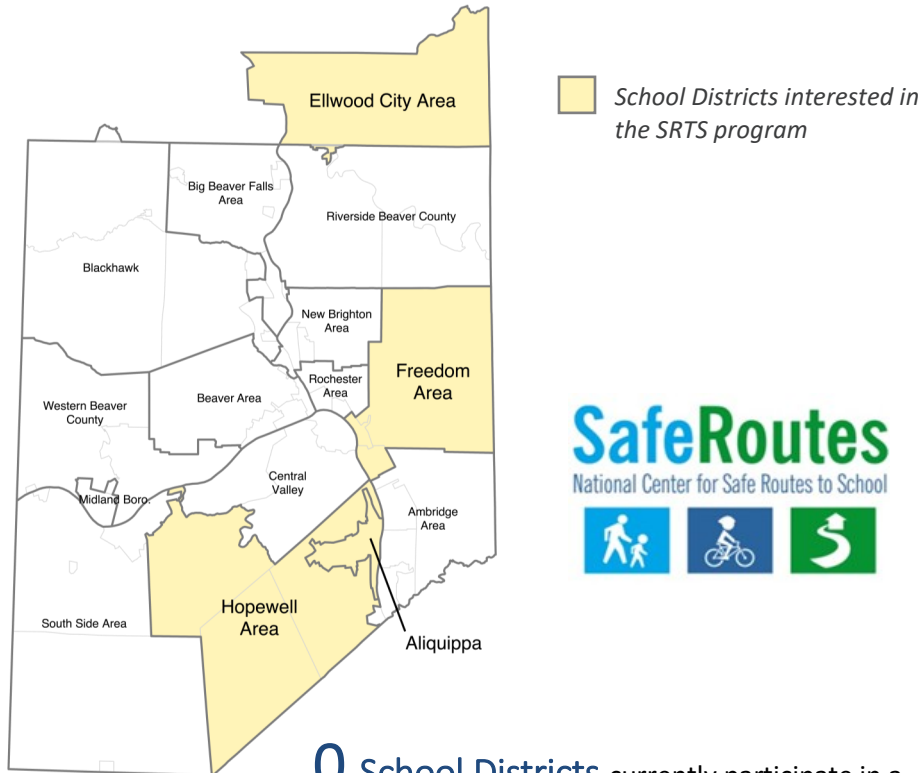 Ellwood City Area
School Districts interested in
the SRTS program
Big Beaver Falls
Area
Riverside Beaver County
Blackhawk
New Brighton
Area
Freedom
Area
Rochester
Area
Beaver Area
Western Beaver
County
Central
Valley
Midland Boro.
Ambridge
Area
Hopewell
Area
South Side Area
Aliquippa
SafeRoutes
National Center for Safe Routes to School
0 School Districts currently participate in a